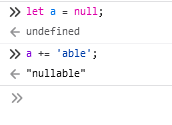 let a = null;
undefined
a += 'able';
"nullable"